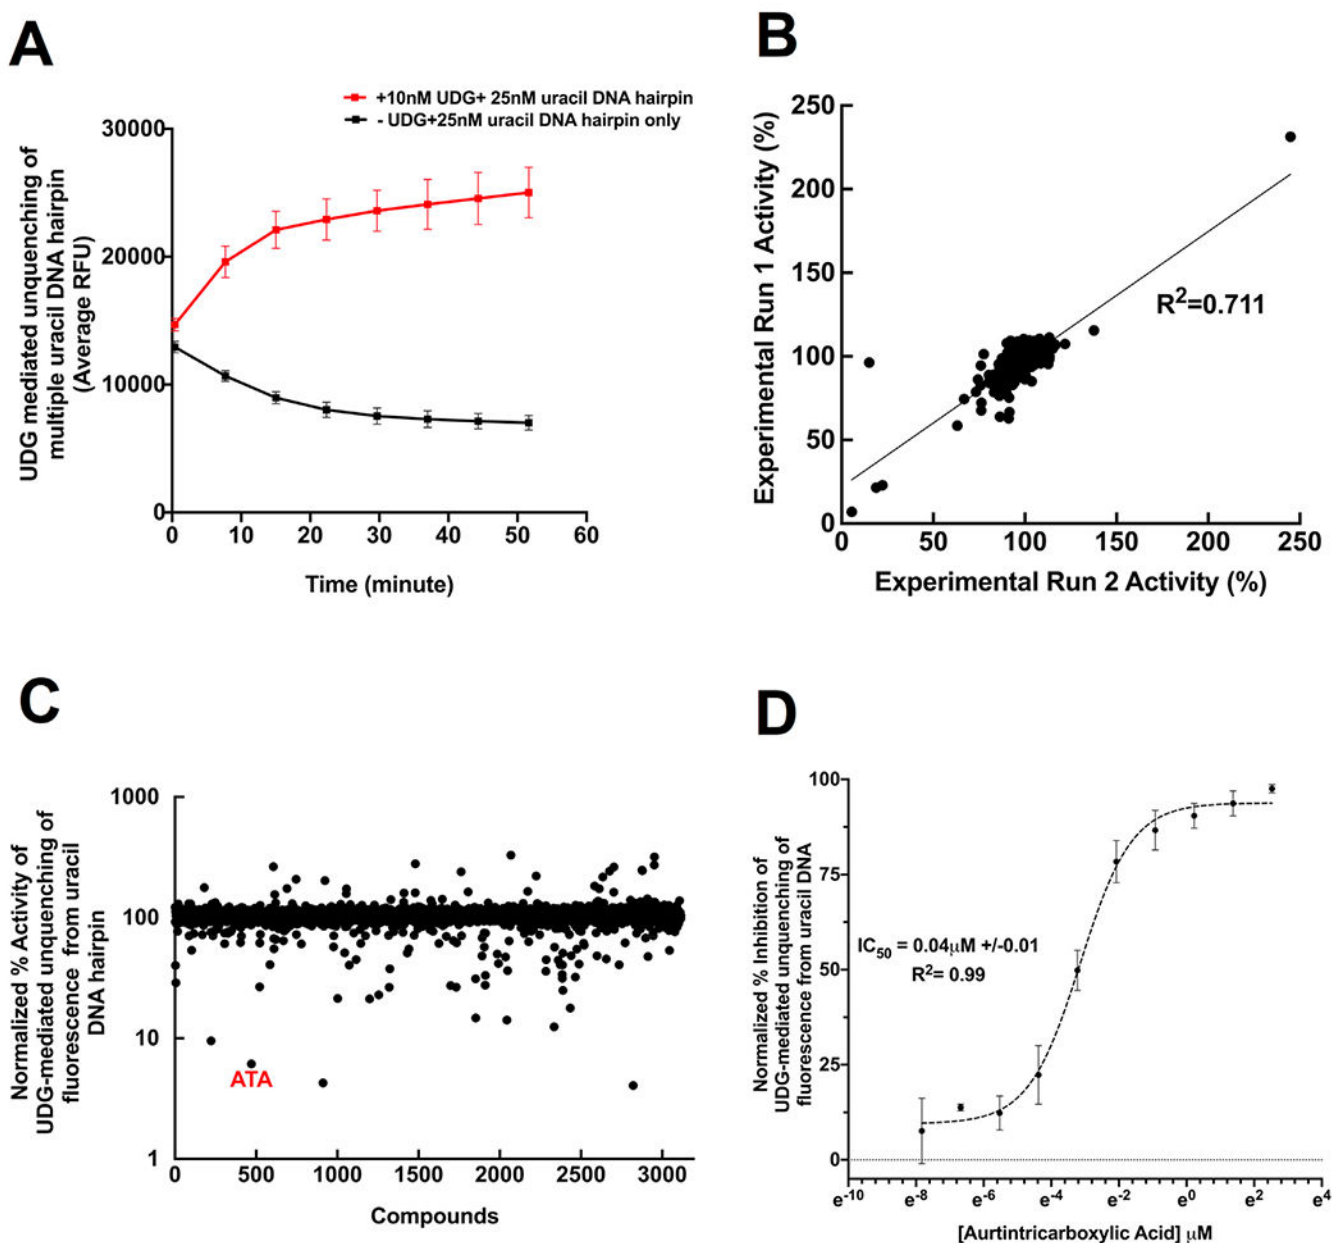 A
+10nM UDG+ 25nM uracil DNA hairpin
- UDG+25nM uracil DNA hairpin only
UDG mediated unquenching of
multiple uracil DNA hairpin
(Average RFU)
30000
20000
10000
0
0 10 20 30 40 50 60
Time (minute)
B
Experimental Run 1 Activity (%)
250
200
150
100
50
0
R²=0.711
0 50 100 150 200 250
Experimental Run 2 Activity (%)
C
Normalized % Activity of
UDG-mediated unquenching of
fluorescence from uracil
DNA hairpin
1000
100
10
1
ATA
0 500 1000 1500 2000 2500 3000
Compounds
D
Normalized % Inhibition of
UDG-mediated unquenching of
fluorescence from uracil DNA
100
75
50
25
0
IC₅₀ = 0.04µM +/-0.01
R²= 0.99
e⁻¹⁰ e⁻⁸ e⁻⁶ e⁻⁴ e⁻² e⁰ e² e⁴
[Aurtintricarboxylic Acid] µM